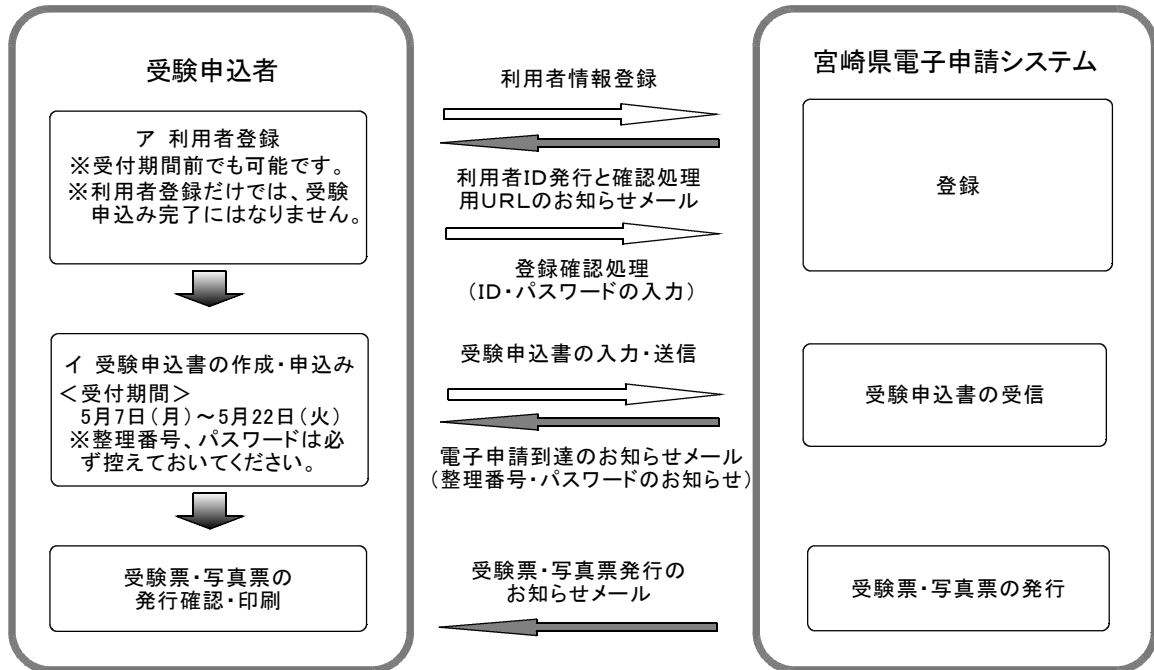 受験申込者
ア 利用者登録
※受付期間前でも可能です。
※利用者登録だけでは、受験
申込み完了にはなりません。
イ 受験申込書の作成・申込み
＜受付期間＞
5月7日(月)～5月22日(火)
※整理番号、パスワードは必
ず控えておいてください。
受験票・写真票の
発行確認・印刷
利用者情報登録
利用者ID発行と確認処理
用URLのお知らせメール
登録確認処理
(ID・パスワードの入力)
受験申込書の入力・送信
電子申請到達のお知らせメール
(整理番号・パスワードのお知らせ)
受験票・写真票発行の
お知らせメール
宮崎県電子申請システム
登録
受験申込書の受信
受験票・写真票の発行